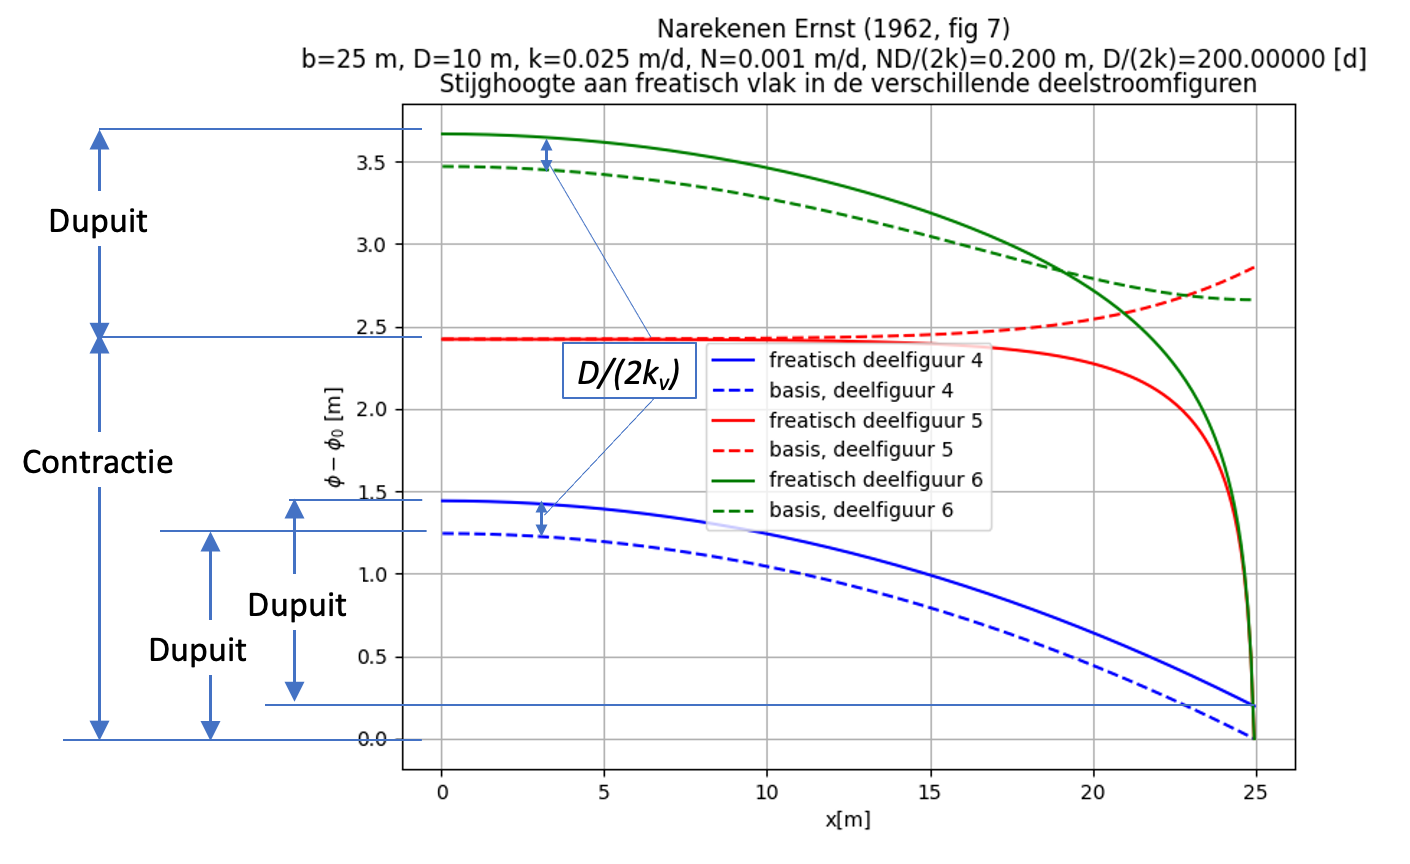 Narekenen Ernst (1962, fig 7)
b=25 m, D=10 m, k=0.025 m/d, N=0.001 m/d, ND/(2k)=0.200 m, D/(2k)=200.00000 [d]
Stijghoogte aan freatisch vlak in de verschillende deelstroomfiguren
3.5
Dupuit
3.0
2.5
D/(2kᵥ)
freatisch deelfiguur 4
basis, deelfiguur 4
freatisch deelfiguur 5
basis, deelfiguur 5
freatisch deelfiguur 6
basis, deelfiguur 6
2.0
ϕ − ϕ₀ [m]
Contractie
1.5
1.0
Dupuit
Dupuit
0.5
0.0
0 5 10 15 20 25
x[m]